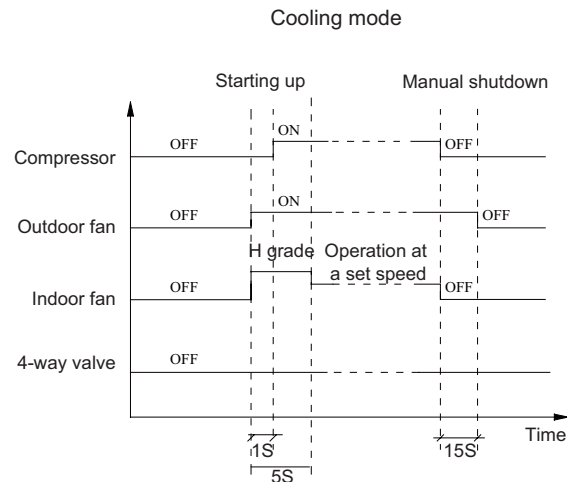 Cooling mode
Starting up Manual shutdown
Compressor OFF ON OFF
Outdoor fan OFF ON OFF
H grade Operation at
a set speed
Indoor fan OFF OFF
4-way valve OFF
Time
1S 15S
5S